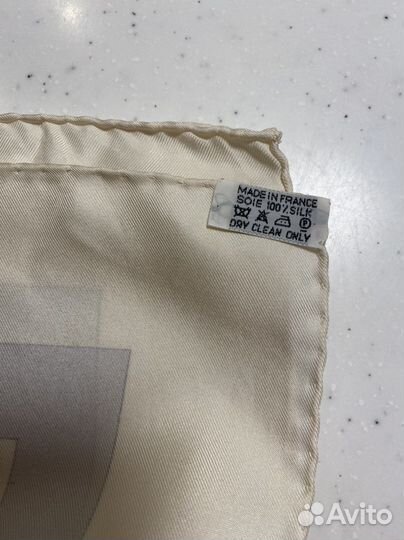 MADE IN FRANCE
SOIE 100% SILK
P
DRY CLEAN ONLY
Avito